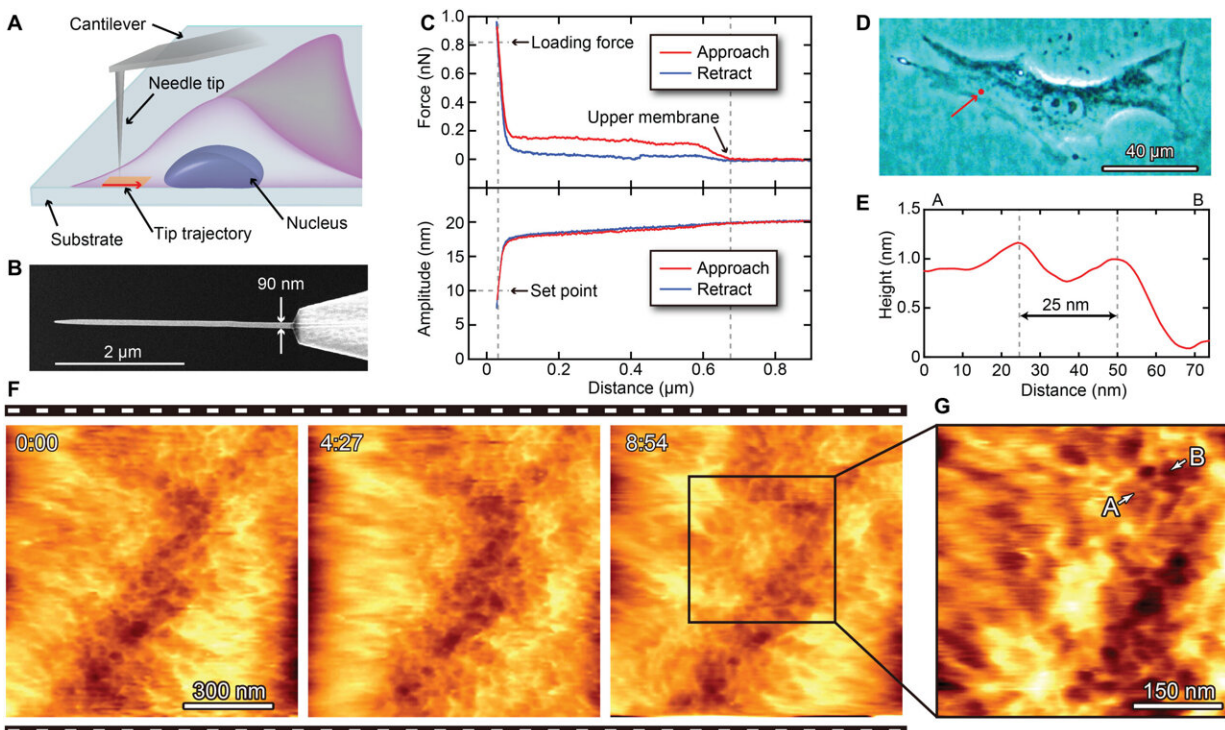 A
Cantilever
Needle tip
Nucleus
Tip trajectory
Substrate
B
90 nm
2 μm
C
Force (nN)
1.0
0.8
0.6
0.4
0.2
0
Loading force
Approach
Retract
Upper membrane
Amplitude (nm)
20
15
10
5
0
Set point
Approach
Retract
0
0.2
0.4
0.6
0.8
Distance (μm)
D
40 μm
E
A
B
Height (nm)
1.5
1.0
0.5
0
25 nm
0
10
20
30
40
50
60
70
Distance (nm)
F
0:00
300 nm
4:27
8:54
G
B
A
150 nm